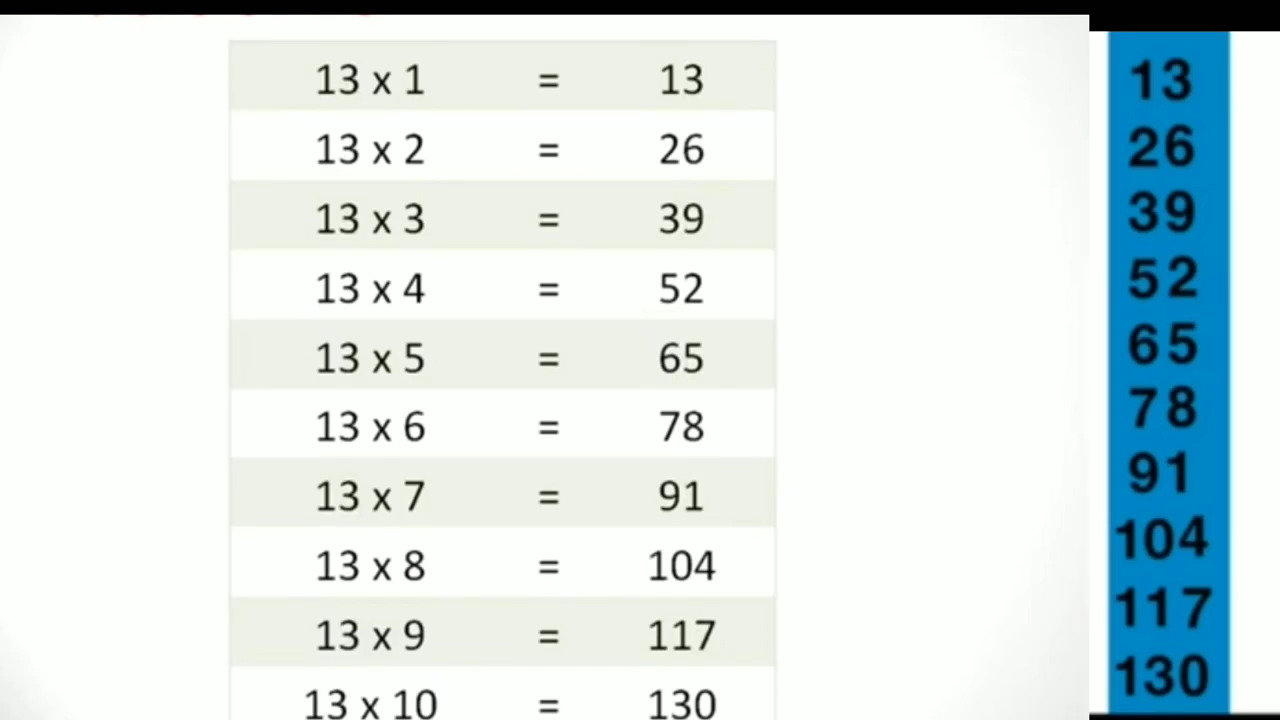 13 x 1 = 13
13 x 2 = 26
13 x 3 = 39
13 x 4 = 52
13 x 5 = 65
13 x 6 = 78
13 x 7 = 91
13 x 8 = 104
13 x 9 = 117
13 x 10 = 130
13
26
39
52
65
78
91
104
117
130